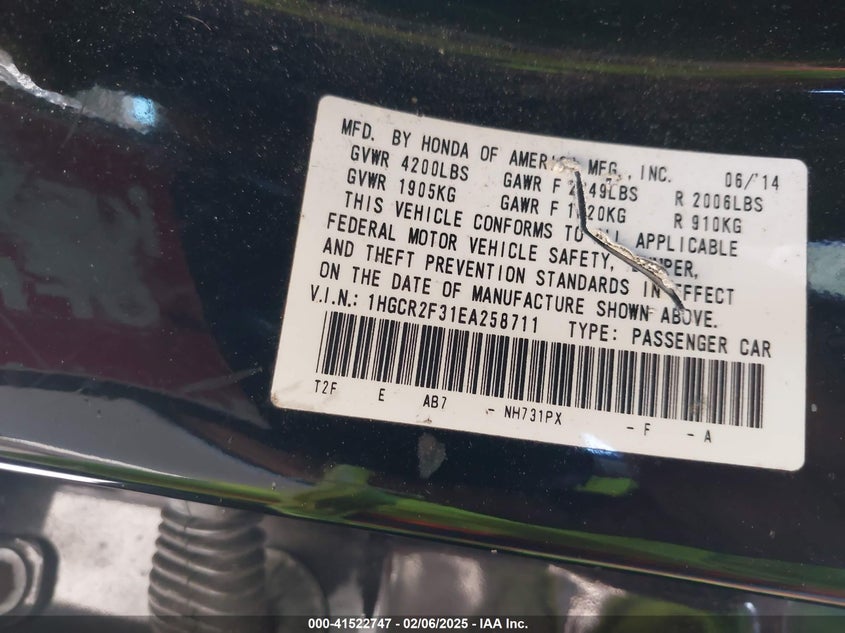 MFD. BY HONDA OF AMERICA MFG., INC. 06/'14
GVWR 4200LBS GAWR F 2249LBS R 2006LBS
GVWR 1905KG GAWR F 1020KG R 910KG
THIS VEHICLE CONFORMS TO ALL APPLICABLE
FEDERAL MOTOR VEHICLE SAFETY, BUMPER,
AND THEFT PREVENTION STANDARDS IN EFFECT
ON THE DATE OF MANUFACTURE SHOWN ABOVE.
V.I.N.: 1HGCR2F31EA258711 TYPE: PASSENGER CAR
T2F E AB7 - NH731PX - F - A
000-41522747 - 02/06/2025 - IAA Inc.